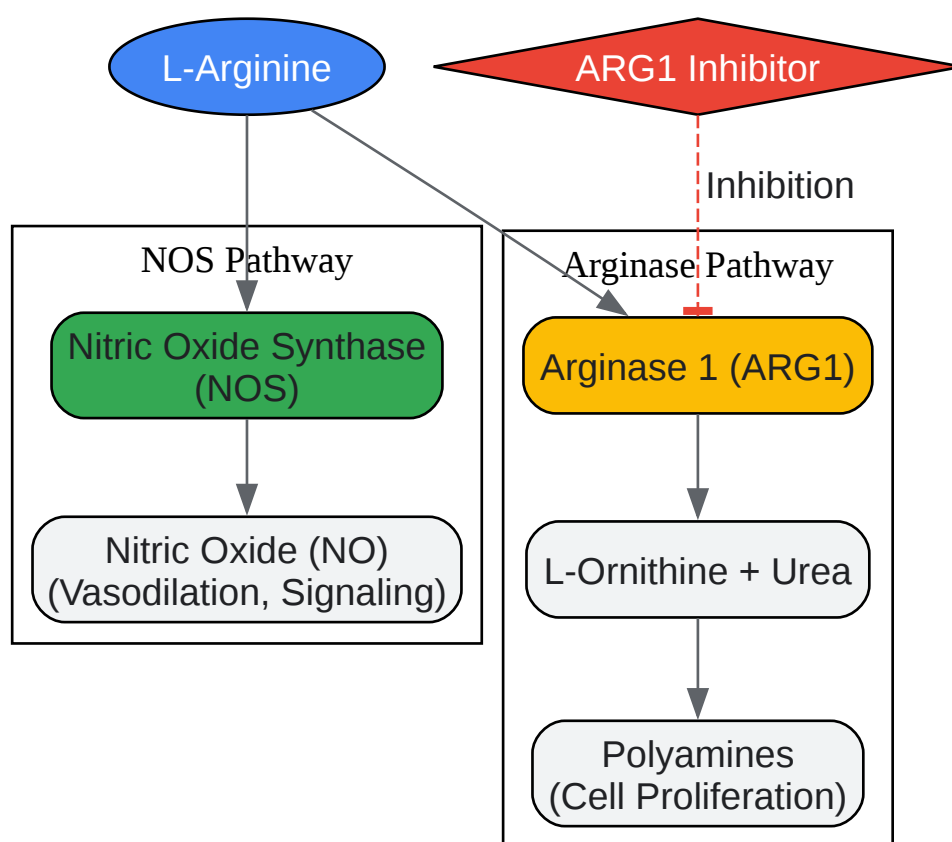 L-Arginine
ARG1 Inhibitor
Inhibition
NOS Pathway
Nitric Oxide Synthase
(NOS)
Nitric Oxide (NO)
(Vasodilation, Signaling)
Arginase Pathway
Arginase 1 (ARG1)
L-Ornithine + Urea
Polyamines
(Cell Proliferation)